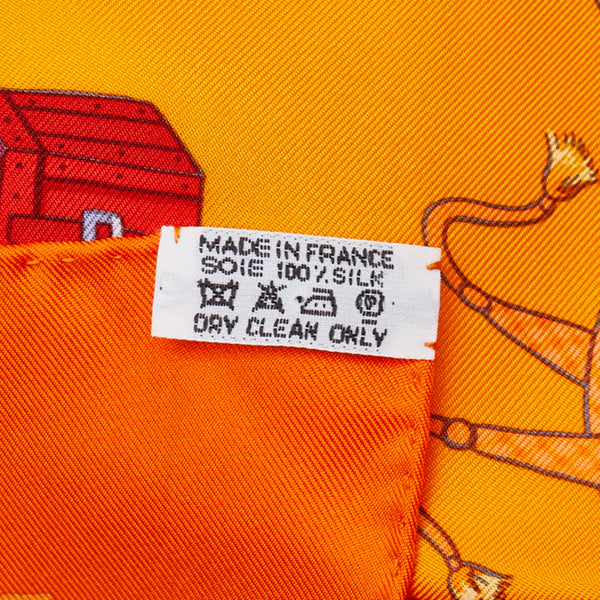 MADE IN FRANCE
SOIE 100% SILK
P
DRY CLEAN ONLY